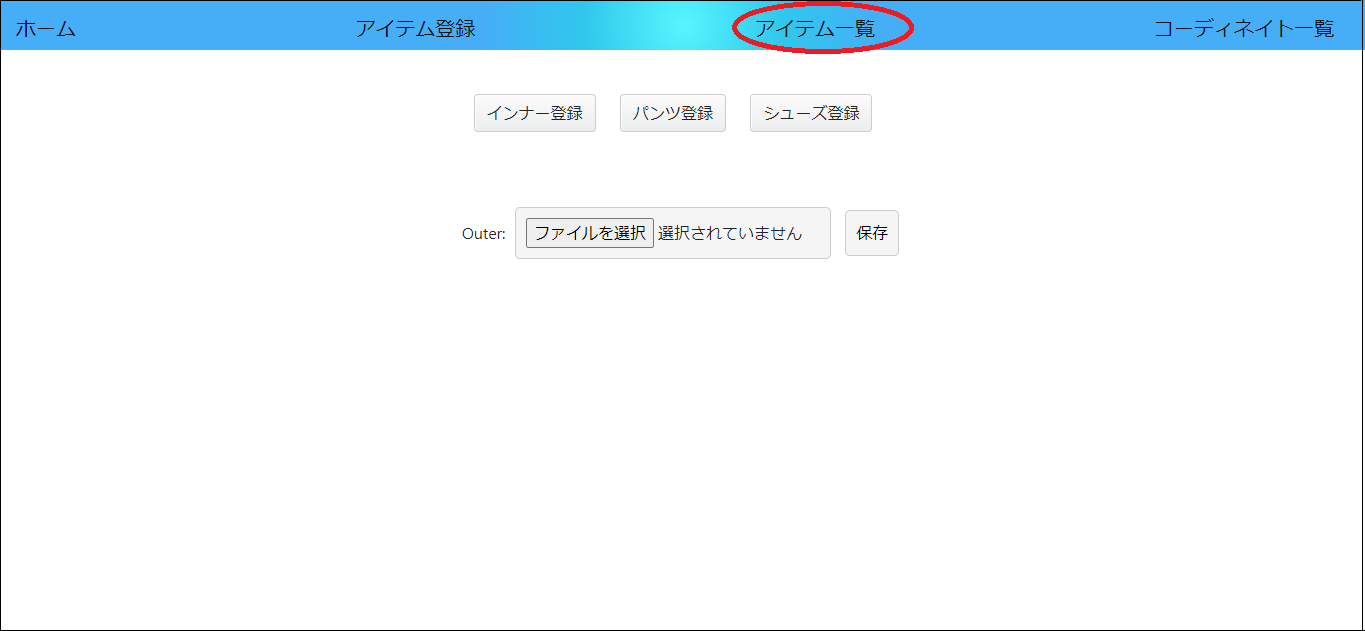 ホーム アイテム登録 アイテム一覧 コーディネイト一覧
インナー登録 パンツ登録 シューズ登録
Outer: ファイルを選択 選択されていません 保存